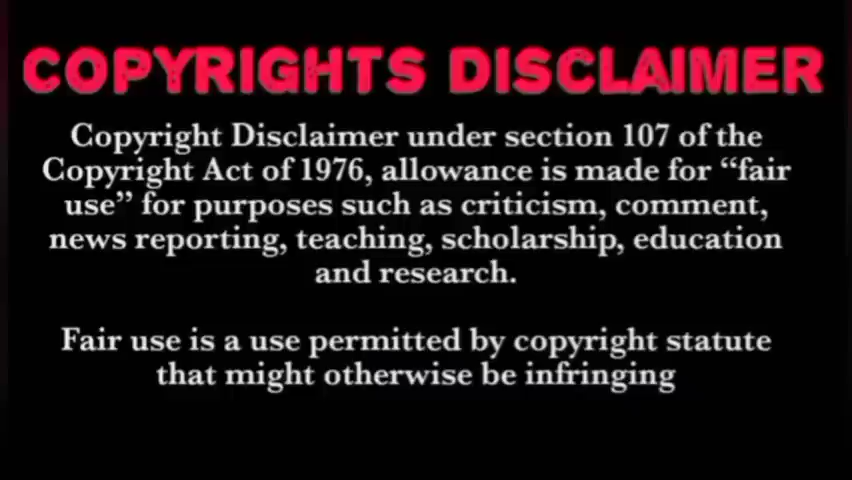 COPYRIGHTS DISCLAIMER
Copyright Disclaimer under section 107 of the
Copyright Act of 1976, allowance is made for “fair
use” for purposes such as criticism, comment,
news reporting, teaching, scholarship, education
and research.
Fair use is a use permitted by copyright statute
that might otherwise be infringing